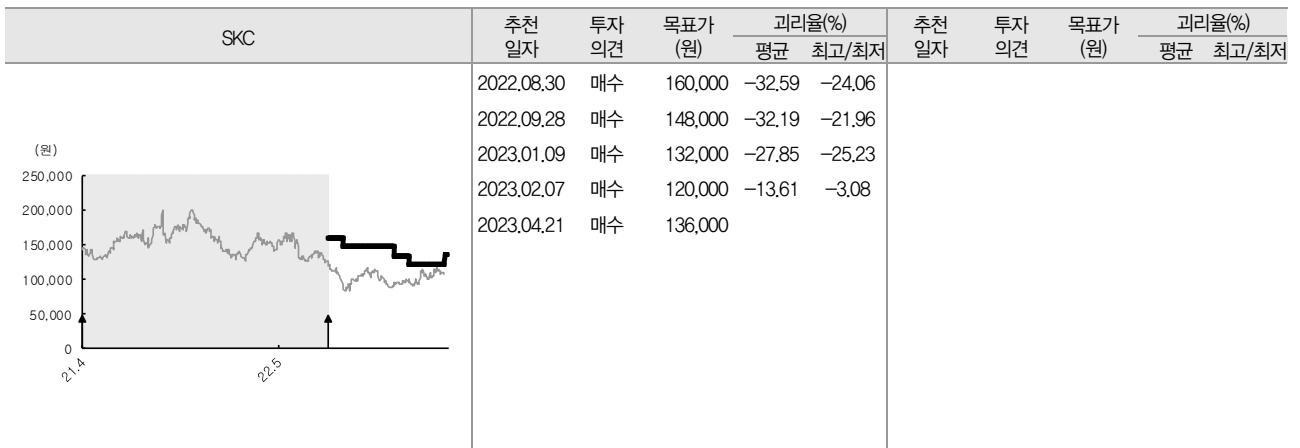 SKC
추천 일자 투자 의견 목표가 (원) 괴리율(%) 평균 최고/최저 추천 일자 투자 의견 목표가 (원) 괴리율(%) 평균 최고/최저
2022.08.30 매수 160,000 -32.59 -24.06
2022.09.28 매수 148,000 -32.19 -21.96
2023.01.09 매수 132,000 -27.85 -25.23
2023.02.07 매수 120,000 -13.61 -3.08
2023.04.21 매수 136,000
(원)
250,000
200,000
150,000
100,000
50,000
0
21.4 22.5